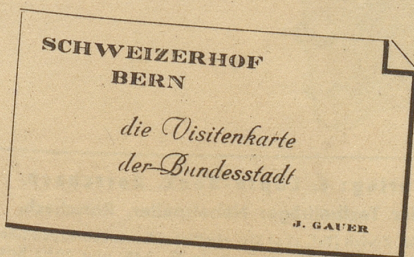 SCHWEIZERHOF
BERN
die Visitenkarte
der Bundesstadt
J. GAUER